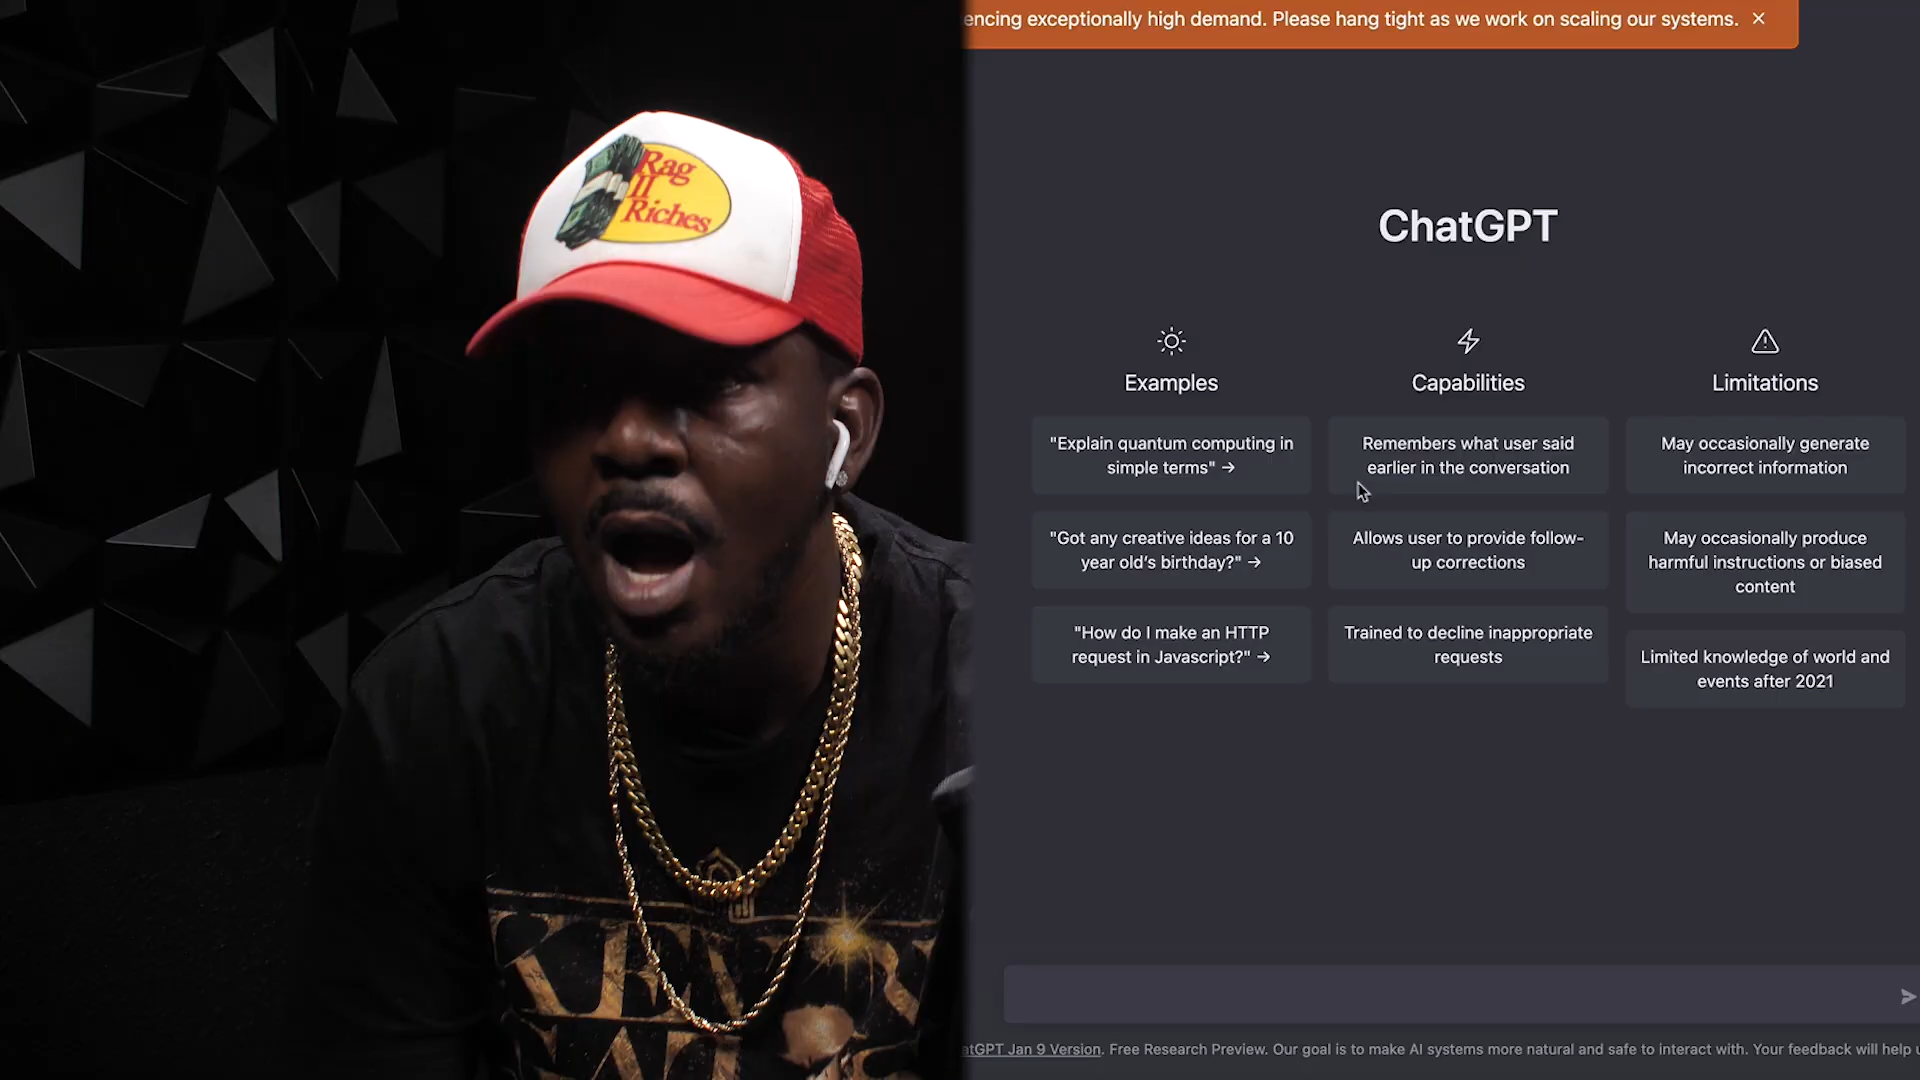 encing exceptionally high demand. Please hang tight as we work on scaling our systems.
Rag
II
Riches
ChatGPT
Examples
"Explain quantum computing in
simple terms" →
"Got any creative ideas for a 10
year old's birthday?" →
"How do I make an HTTP
request in Javascript?" →
Capabilities
Remembers what user said
earlier in the conversation
Allows user to provide follow-
up corrections
Trained to decline inappropriate
requests
Limitations
May occasionally generate
incorrect information
May occasionally produce
harmful instructions or biased
content
Limited knowledge of world and
events after 2021
atGPT Jan 9 Version. Free Research Preview. Our goal is to make AI systems more natural and safe to interact with. Your feedback will help